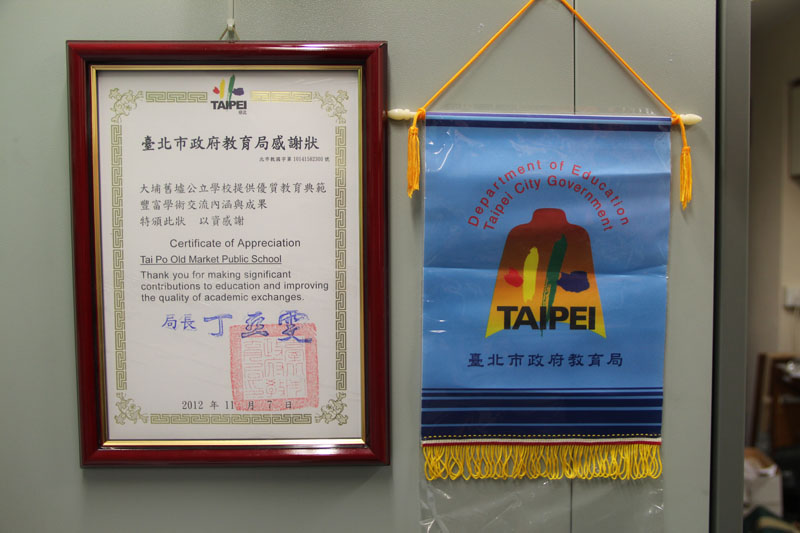 TAIPEI
臺北市政府教育局感謝狀
大埔舊墟公立學校提供優質教育典範
豐富學術交流內涵與成果
特頒此狀 以資感謝
Certificate of Appreciation
Tai Po Old Market Public School
Thank you for making significant
contributions to education and improving
the quality of academic exchanges.
局長 丁亞雯
2012 年 11 月 7 日
Department of Education
Taipei City Government
TAIPEI
臺北市政府教育局